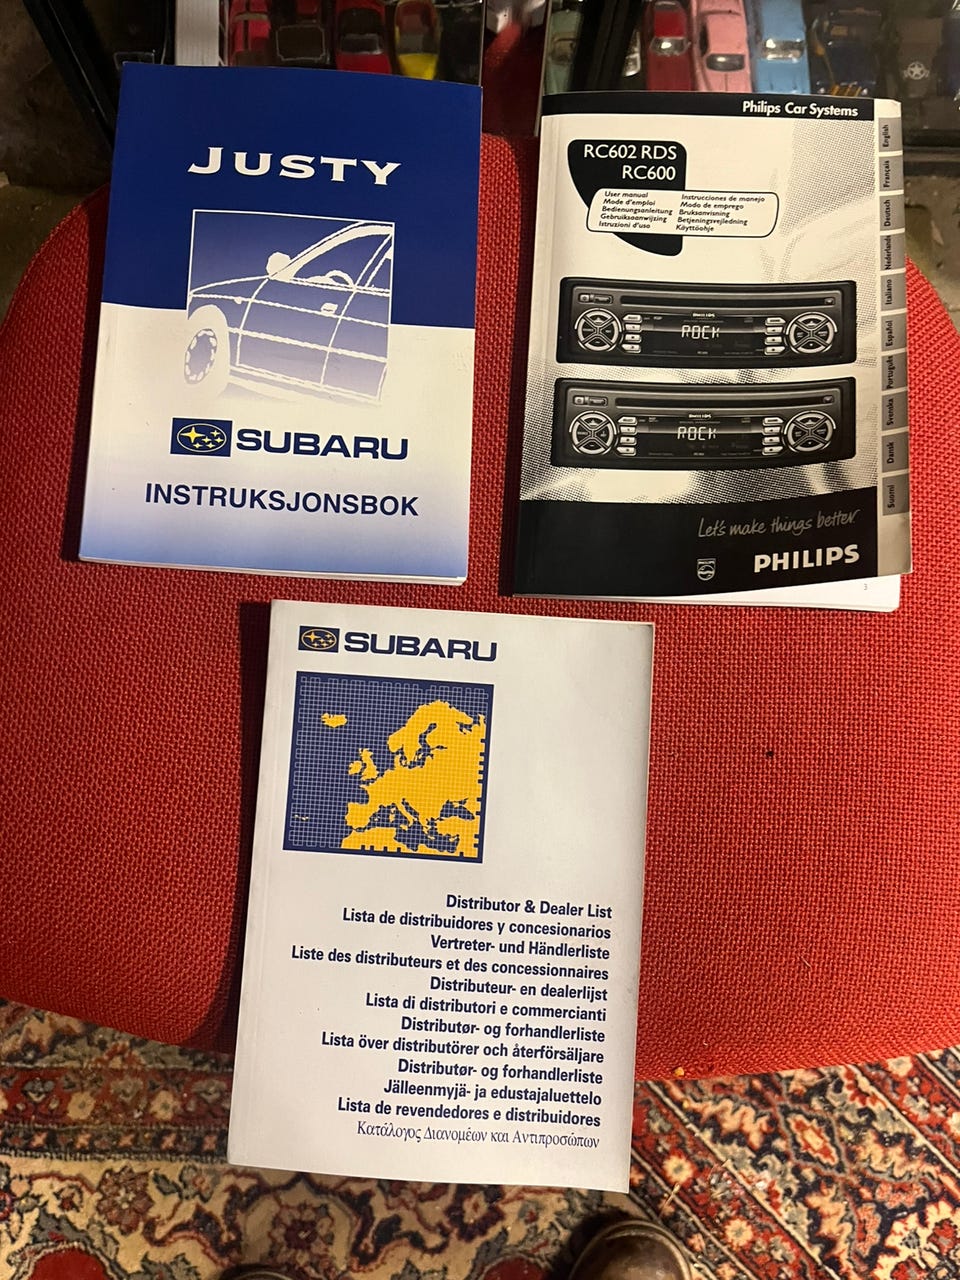 JUSTY
SUBARU
INSTRUKSJONSBOK
Philips Car Systems
RC602 RDS
RC600
User manual
Mode d'emploi
Bedienungsanleitung
Gebruiksaanwijzing
Istruzioni d'uso
Instrucciones de manejo
Modo de emprego
Bruksanvisning
Betjeningsvejledning
Käyttöohje
English
Français
Deutsch
Nederlands
Italiano
Español
Português
Svenska
Dansk
Suomi
PHILIPS
ROCK
PHILIPS
ROCK
Let's make things better
PHILIPS
3
SUBARU
Distributor & Dealer List
Lista de distribuidores y concesionarios
Vertreter- und Händlerliste
Liste des distributeurs et des concessionnaires
Distributeur- en dealerlijst
Lista di distributori e commercianti
Distributør- og forhandlerliste
Lista över distributörer och återförsäljare
Distributør- og forhandlerliste
Jälleenmyjä- ja edustajaluettelo
Lista de revendedores e distribuidores
Κατάλογος Διανομέων και Αντιπροσώπων